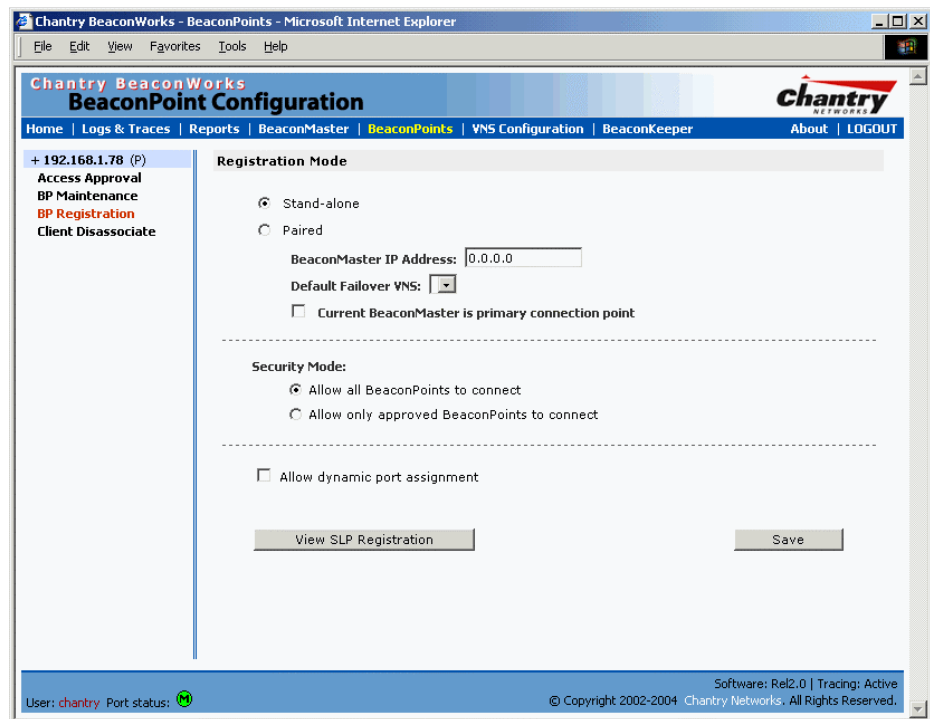 Chantry BeaconWorks - BeaconPoints - Microsoft Internet Explorer
File Edit View Favorites Tools Help
Chantry BeaconWorks
BeaconPoint Configuration
Chantry
NETWORKS
Home | Logs & Traces | Reports | BeaconMaster | BeaconPoints | VNS Configuration | BeaconKeeper About | LOGOUT
+ 192.168.1.78 (P)
Access Approval
BP Maintenance
BP Registration
Client Disassociate
Registration Mode
Stand-alone
Paired
BeaconMaster IP Address: 0.0.0.0
Default Failover VNS:
Current BeaconMaster is primary connection point
Security Mode:
Allow all BeaconPoints to connect
Allow only approved BeaconPoints to connect
Allow dynamic port assignment
View SLP Registration Save
Software: Rel2.0 | Tracing: Active
User: chantry Port status: M © Copyright 2002-2004 Chantry Networks. All Rights Reserved.